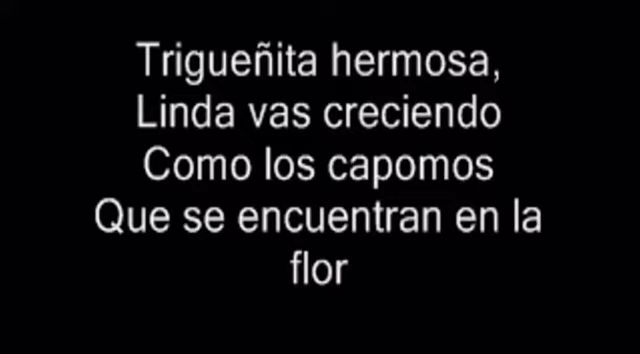 Trigueñita hermosa,
Linda vas creciendo
Como los capomos
Que se encuentran en la
flor